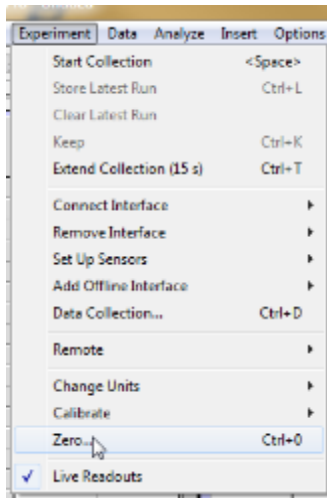 Experiment Data Analyze Insert Options
Start Collection <Space>
Store Latest Run Ctrl+L
Clear Latest Run
Keep Ctrl+K
Extend Collection (15 s) Ctrl+T
Connect Interface
Remove Interface
Set Up Sensors
Add Offline Interface
Data Collection... Ctrl+D
Remote
Change Units
Calibrate
Zero... Ctrl+0
Live Readouts